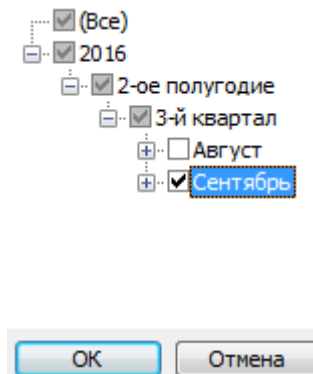 (Все)
2016
2-ое полугодие
3-й квартал
Август
Сентябрь
ОК Отмена